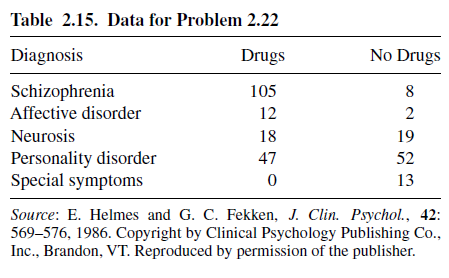 Table 2.15. Data for Problem 2.22
Diagnosis Drugs No Drugs
Schizophrenia 105 8
Affective disorder 12 2
Neurosis 18 19
Personality disorder 47 52
Special symptoms 0 13
Source: E. Helmes and G. C. Fekken, J. Clin. Psychol., 42:
569–576, 1986. Copyright by Clinical Psychology Publishing Co.,
Inc., Brandon, VT. Reproduced by permission of the publisher.